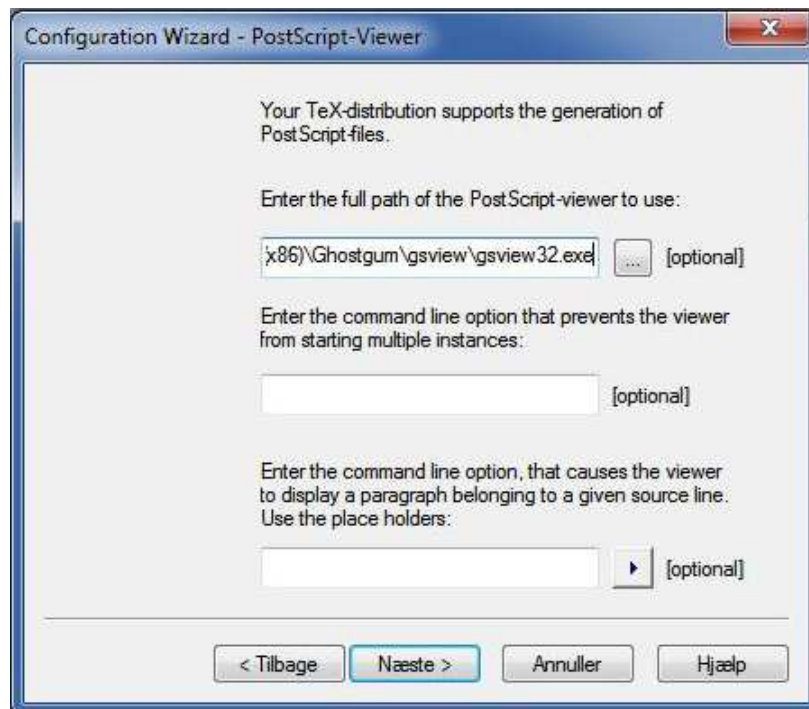 Configuration Wizard - PostScript-Viewer
Your TeX-distribution supports the generation of
PostScript-files.
Enter the full path of the PostScript-viewer to use:
x86)\Ghostgum\gsview\gsview32.exe ... [optional]
Enter the command line option that prevents the viewer
from starting multiple instances:
[optional]
Enter the command line option, that causes the viewer
to display a paragraph belonging to a given source line.
Use the place holders:
[optional]
< Tilbage Næste > Annuller Hjælp